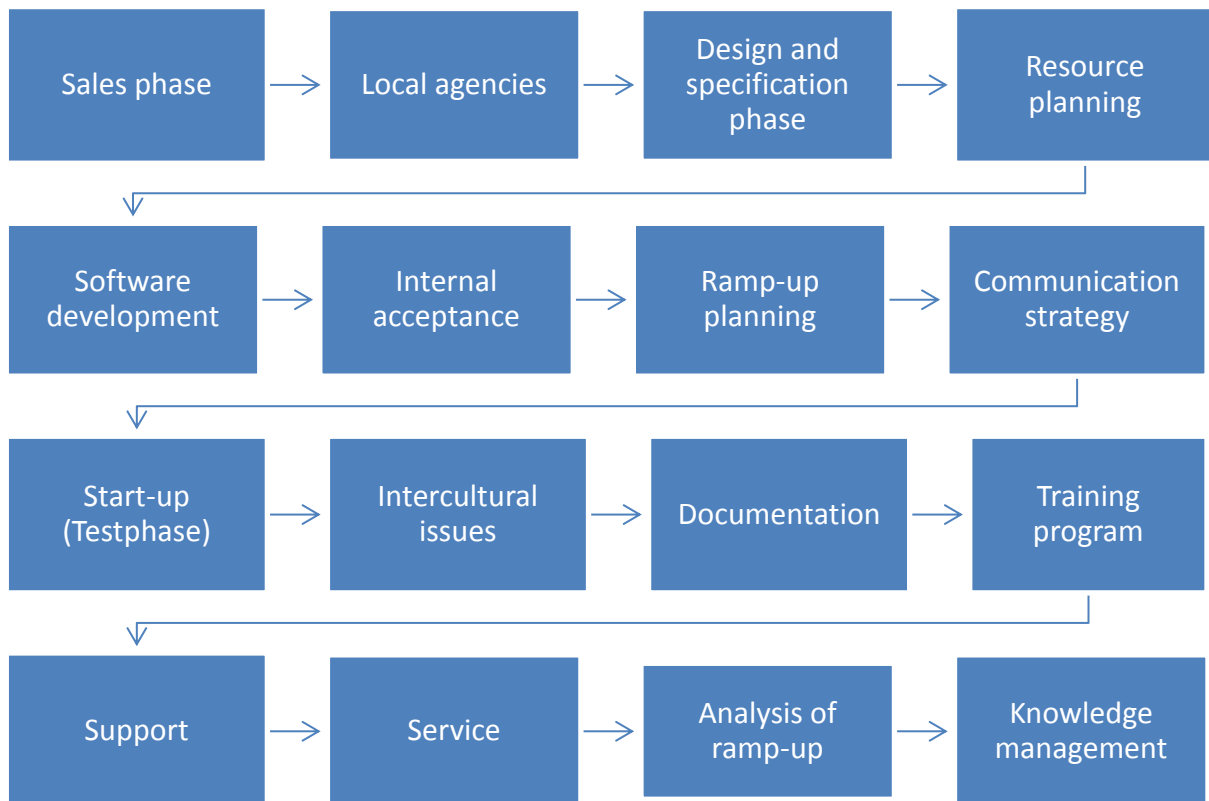 Sales phase
Local agencies
Design and
specification
phase
Resource
planning
Software
development
Internal
acceptance
Ramp-up
planning
Communication
strategy
Start-up
(Testphase)
Intercultural
issues
Documentation
Training
program
Support
Service
Analysis of
ramp-up
Knowledge
management